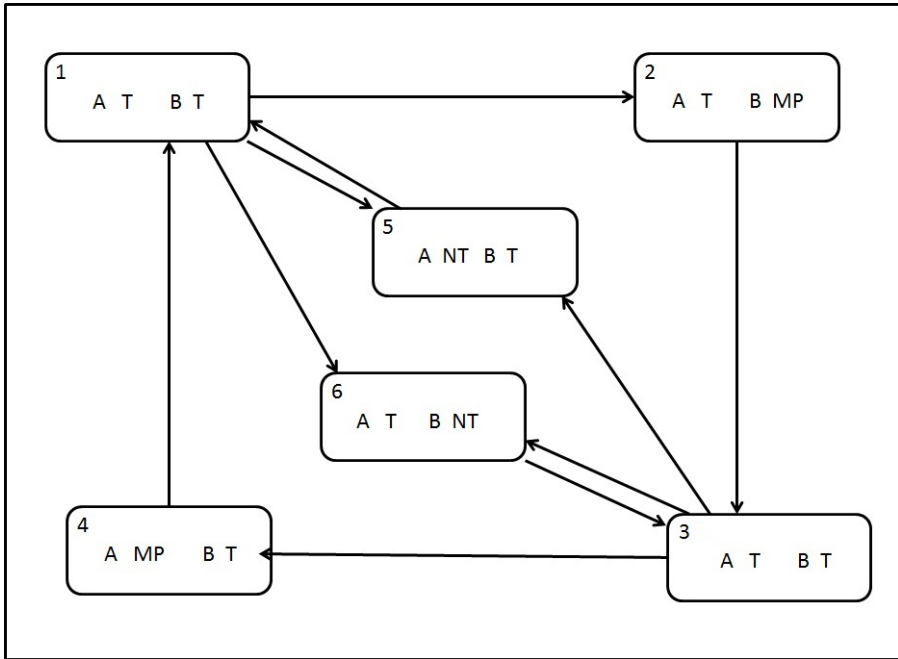 1
A T B T
2
A T B MP
5
A NT B T
6
A T B NT
4
A MP B T
3
A T B T